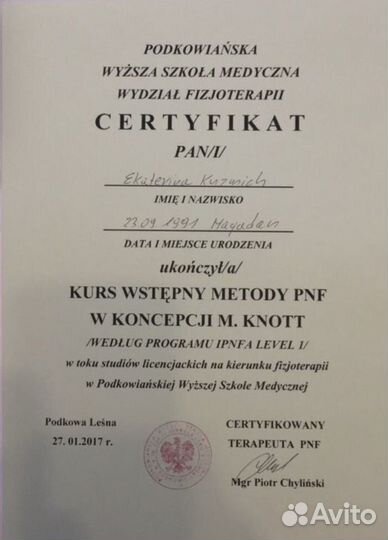 PODKOWIAŃSKA
WYŻSZA SZKOŁA MEDYCZNA
WYDZIAŁ FIZJOTERAPII
CERTYFIKAT
PAN/I/
Ekaterina Kuzmich
IMIĘ I NAZWISKO
23.09 1991 Magadan
DATA I MIEJSCE URODZENIA
ukończył/a/
KURS WSTĘPNY METODY PNF
W KONCEPCJI M. KNOTT
/WEDŁUG PROGRAMU IPNFA LEVEL 1/
w toku studiów licencjackich na kierunku fizjoterapii
w Podkowiańskiej Wyższej Szkole Medycznej
Podkowa Leśna
27. 01.2017 r.
CERTYFIKOWANY
TERAPEUTA PNF
Mgr Piotr Chyliński
Avito